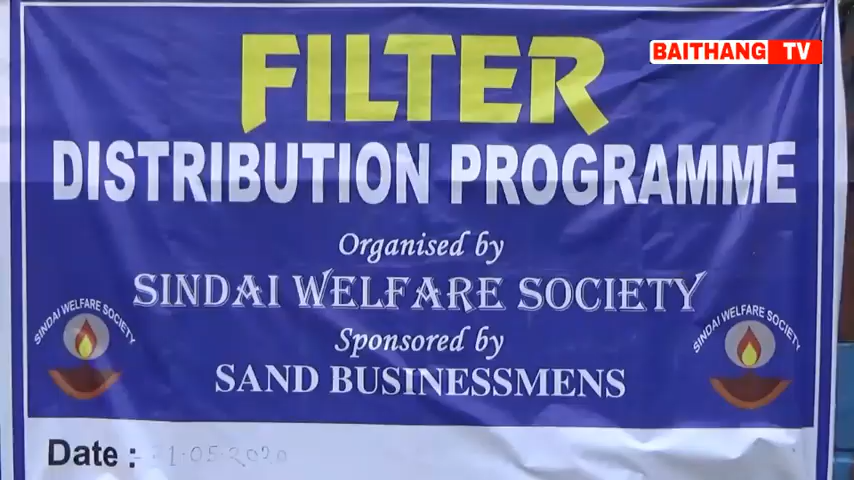 BAITHANG TV
FILTER
DISTRIBUTION PROGRAMME
Organised by
SINDAI WELFARE SOCIETY
Sponsored by
SAND BUSINESSMENS
SINDAI WELFARE SOCIETY
SINDAI WELFARE SOCIETY
Date :